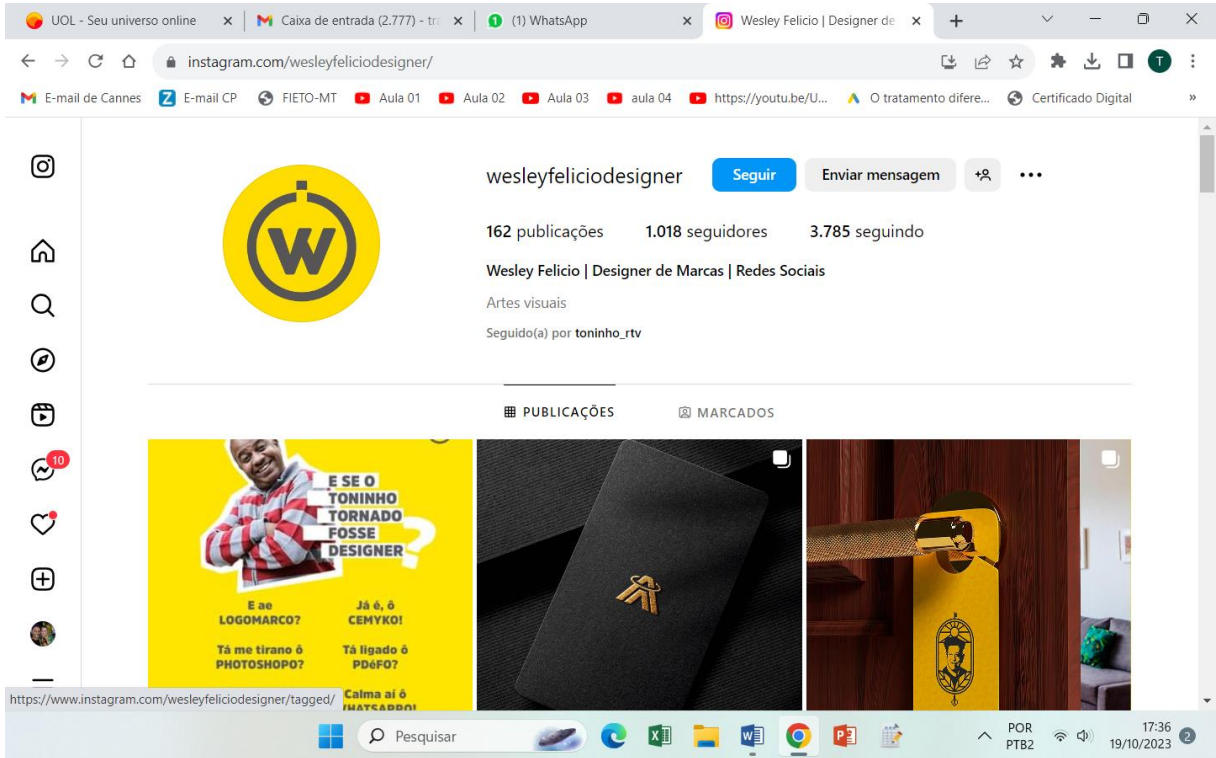 UOL - Seu universo online
Caixa de entrada (2.777) - tr
(1) WhatsApp
Wesley Felicio | Designer de
instagram.com/wesleyfeliciodesigner/
T
E-mail de Cannes
E-mail CP
FIETO-MT
Aula 01
Aula 02
Aula 03
aula 04
https://youtu.be/U...
O tratamento difere...
Certificado Digital
»
wesleyfeliciodesigner
Seguir
Enviar mensagem
162 publicações
1.018 seguidores
3.785 seguindo
Wesley Felicio | Designer de Marcas | Redes Sociais
Artes visuais
Seguido(a) por toninho_rtv
W
10
PUBLICAÇÕES
MARCADOS
E SE O
TONINHO
TORNADO
FOSSE
DESIGNER
?
E ae
LOGOMARCO?
Já é, ô
CEMYKO!
Tá me tirano ô
PHOTOSHOPO?
Tá ligado ô
PDéFO?
Calma aí ô
WHATSAPPO!
https://www.instagram.com/wesleyfeliciodesigner/tagged/
Pesquisar
POR
PTB2
17:36
19/10/2023
2